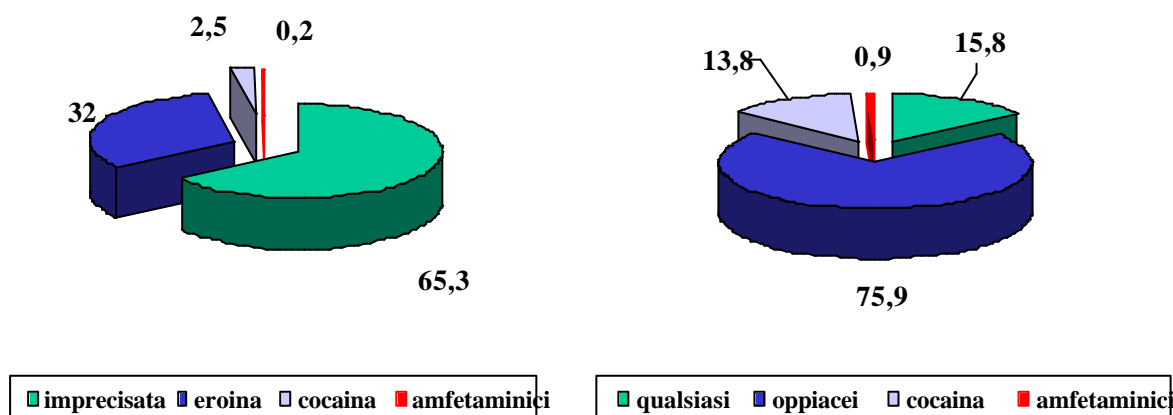 2,5 0,2
32
65,3
imprecisata eroina cocaina amfetaminici
13,8 0,9 15,8
75,9
qualsiasi oppiacei cocaina amfetaminici